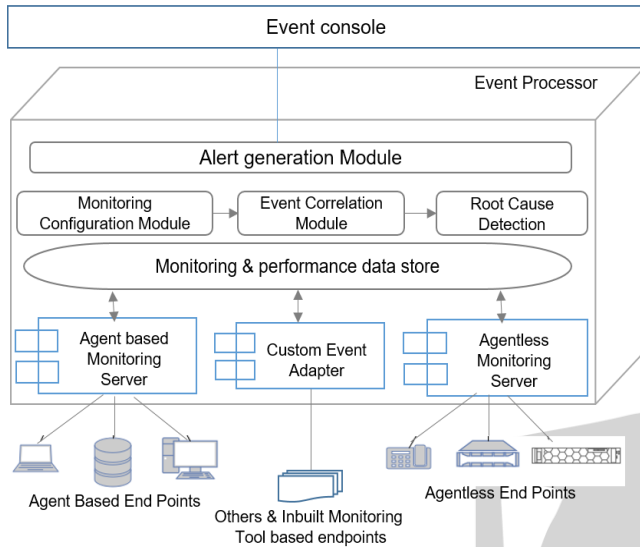 Event console
Event Processor
Alert generation Module
Monitoring
Configuration Module
Event Correlation
Module
Root Cause
Detection
Monitoring & performance data store
Agent based
Monitoring
Server
Custom Event
Adapter
Agentless
Monitoring
Server
Agent Based End Points
Others & Inbuilt Monitoring
Tool based endpoints
Agentless End Points